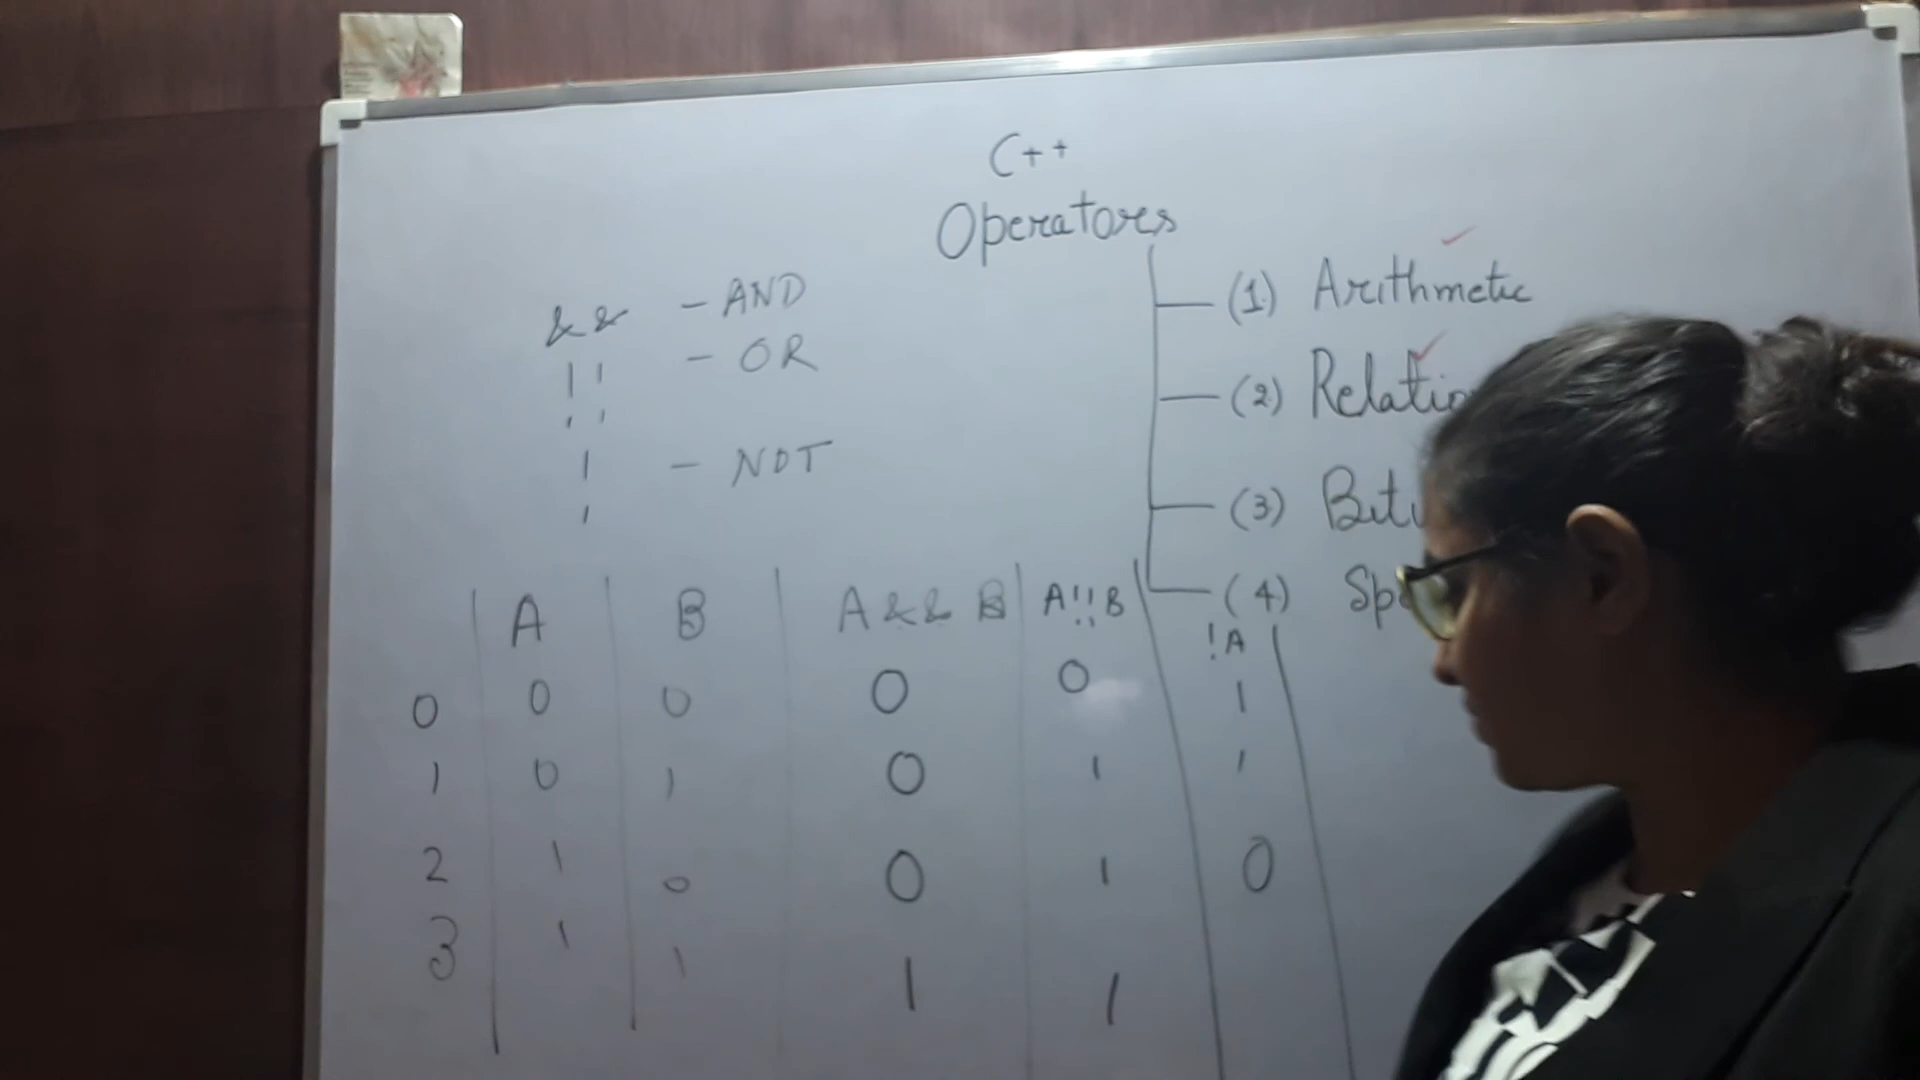 C++
Operators
&& - AND
|| - OR
! - NOT
(1) Arithmetic
(2) Relatio
(3) Bit
(4) Sp
A B A && B A!!B !A
0 0 0 0 0 1
1 0 1 0 1 1
2 1 0 0 1 0
3 1 1 1 1